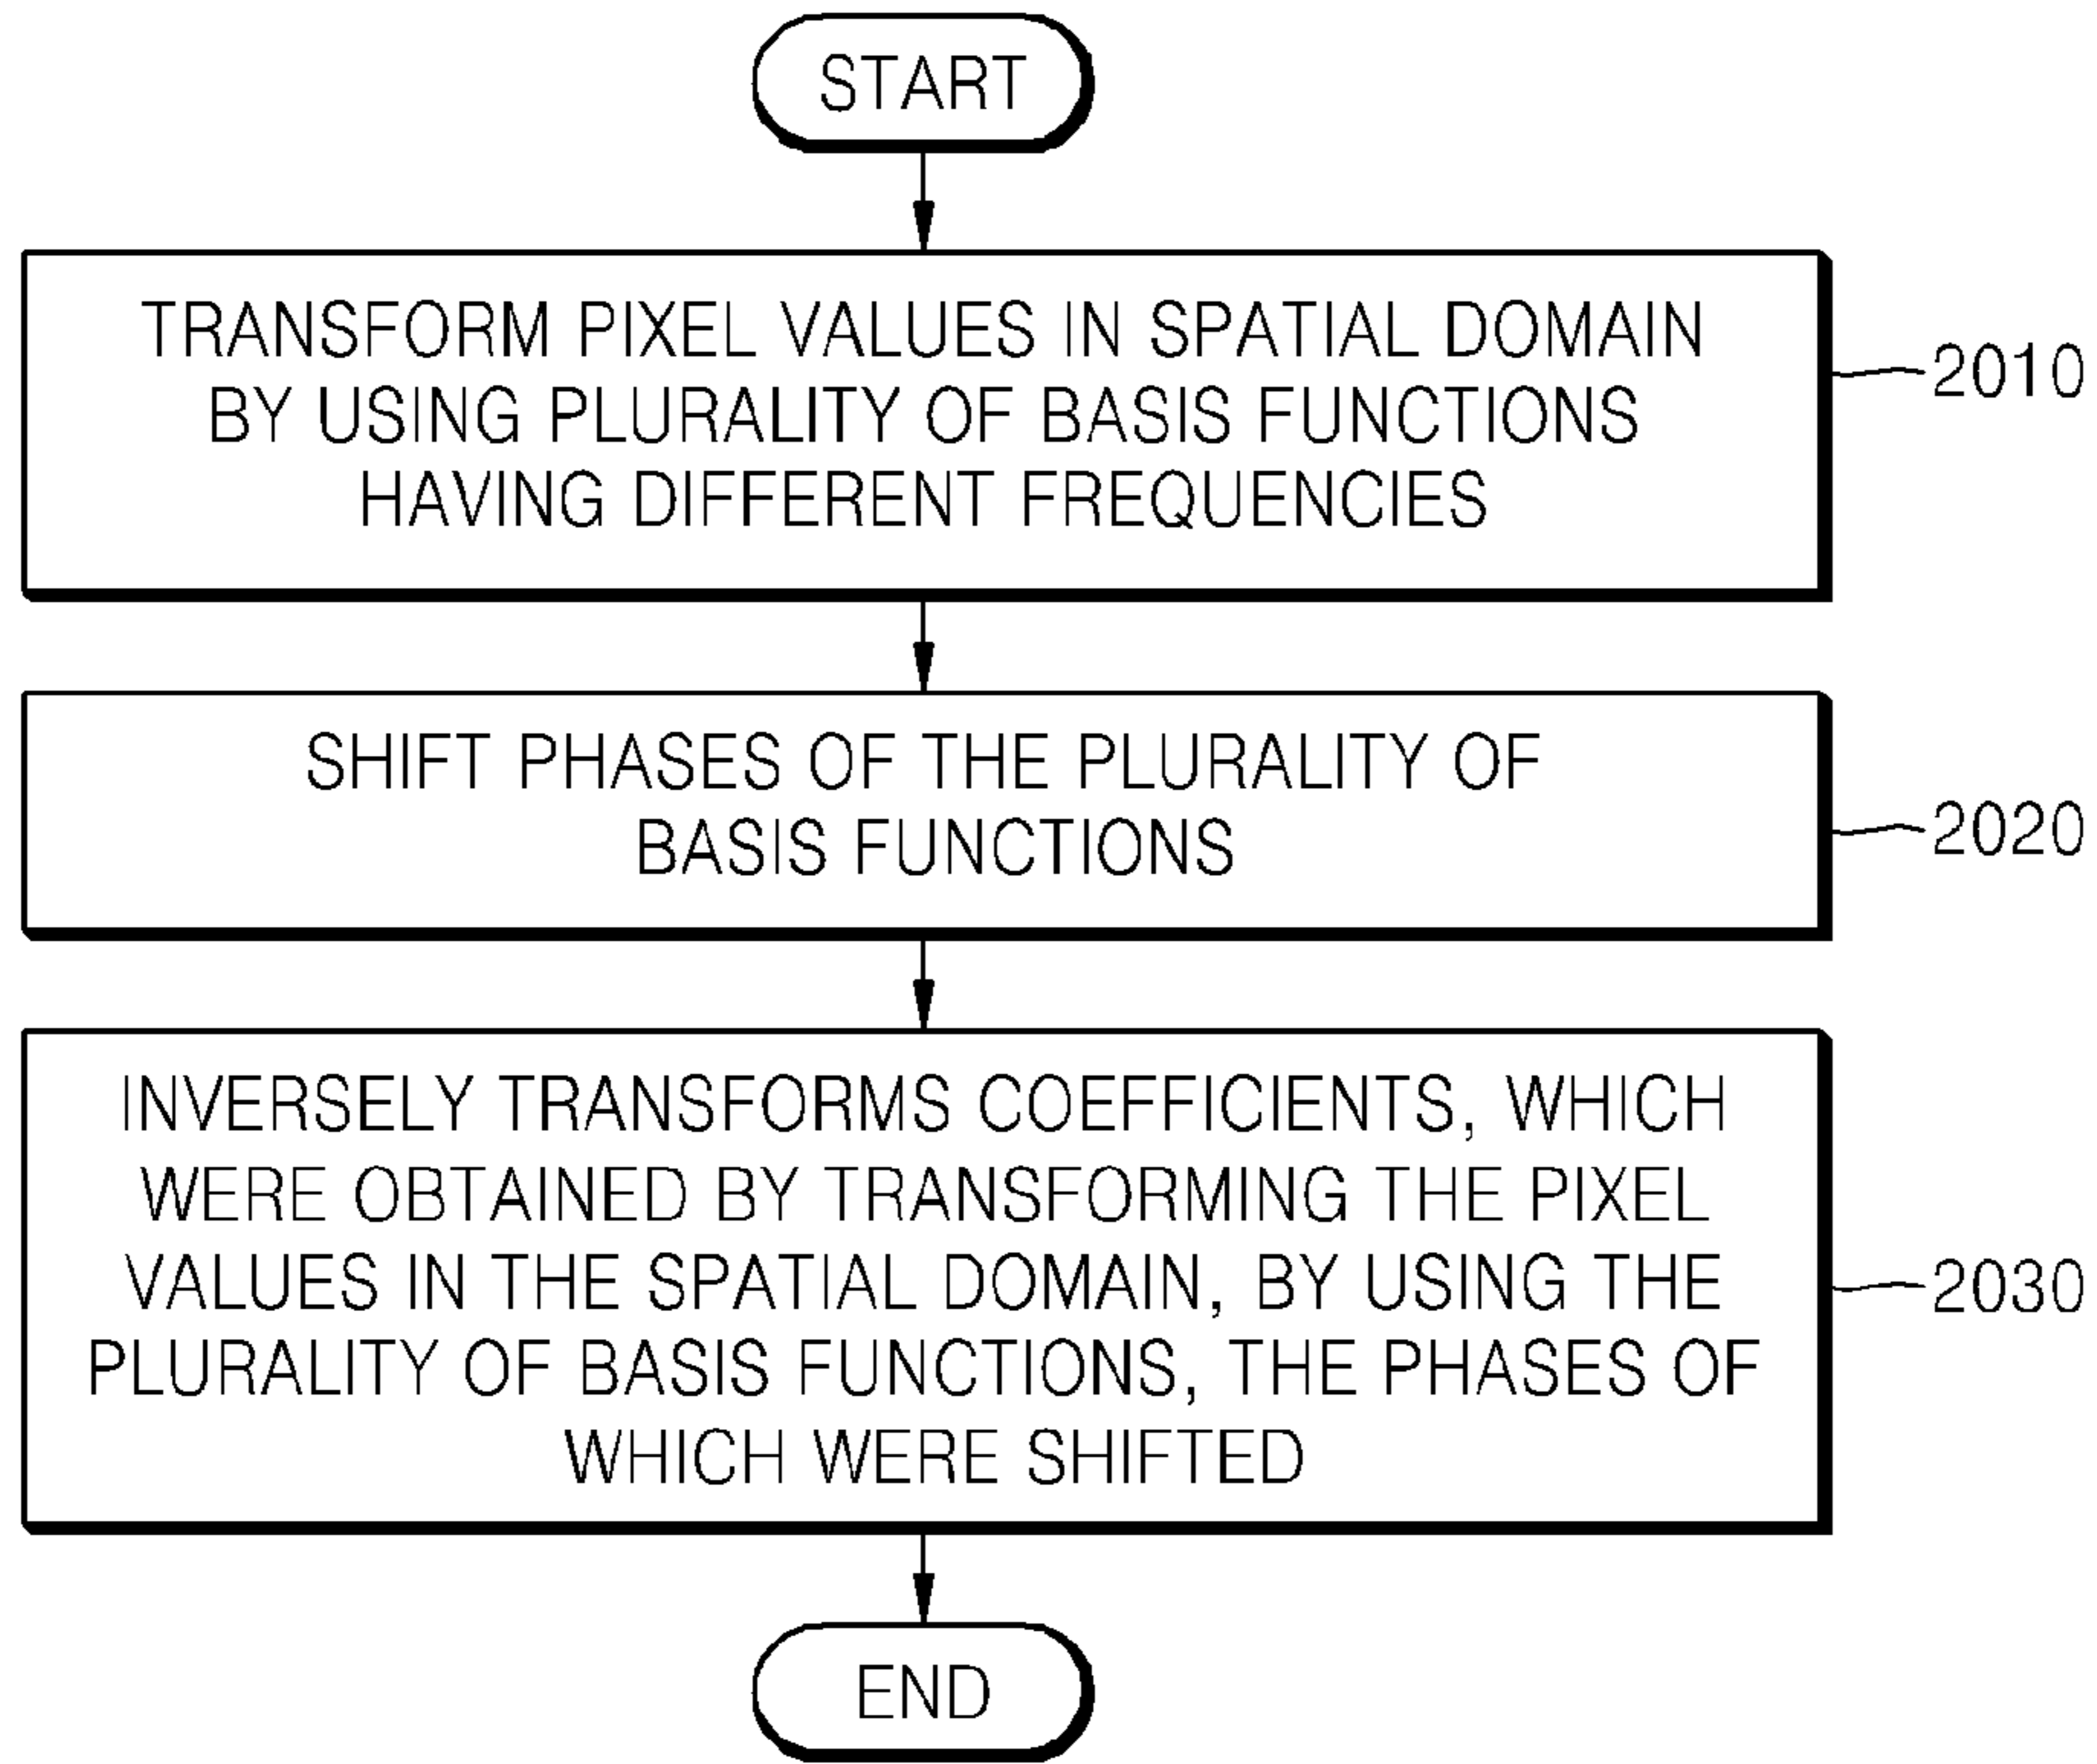 START
TRANSFORM PIXEL VALUES IN SPATIAL DOMAIN
BY USING PLURALITY OF BASIS FUNCTIONS
HAVING DIFFERENT FREQUENCIES
2010
SHIFT PHASES OF THE PLURALITY OF
BASIS FUNCTIONS
2020
INVERSELY TRANSFORMS COEFFICIENTS, WHICH
WERE OBTAINED BY TRANSFORMING THE PIXEL
VALUES IN THE SPATIAL DOMAIN, BY USING THE
PLURALITY OF BASIS FUNCTIONS, THE PHASES OF
WHICH WERE SHIFTED
2030
END